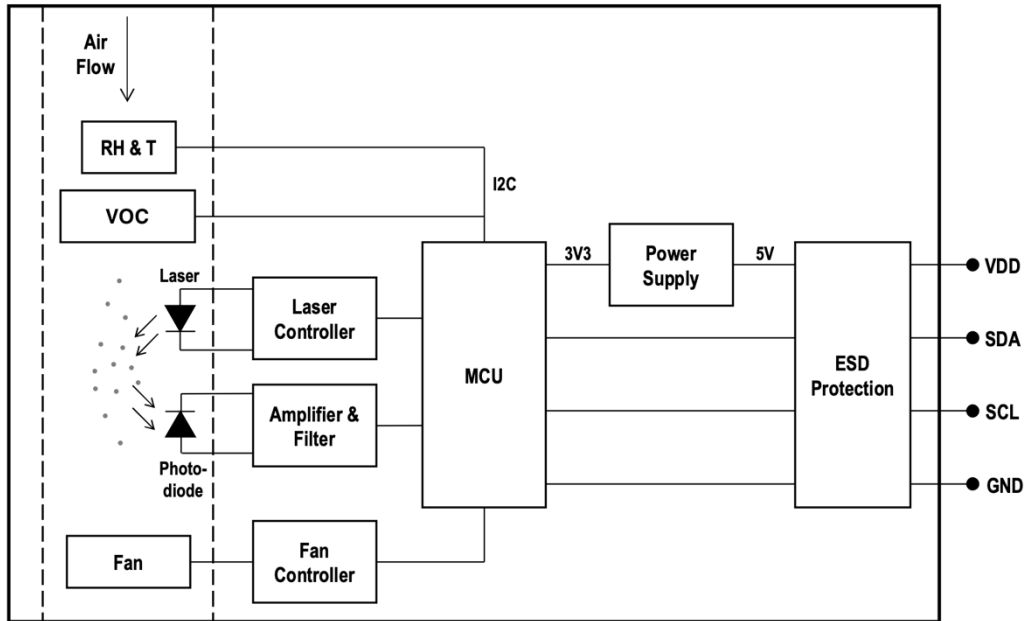 Air
Flow
RH & T
VOC
I2C
Laser
Laser
Controller
3V3
Power
Supply
5V
VDD
SDA
MCU
ESD
Protection
SCL
Amplifier &
Filter
Photo-
diode
GND
Fan
Fan
Controller